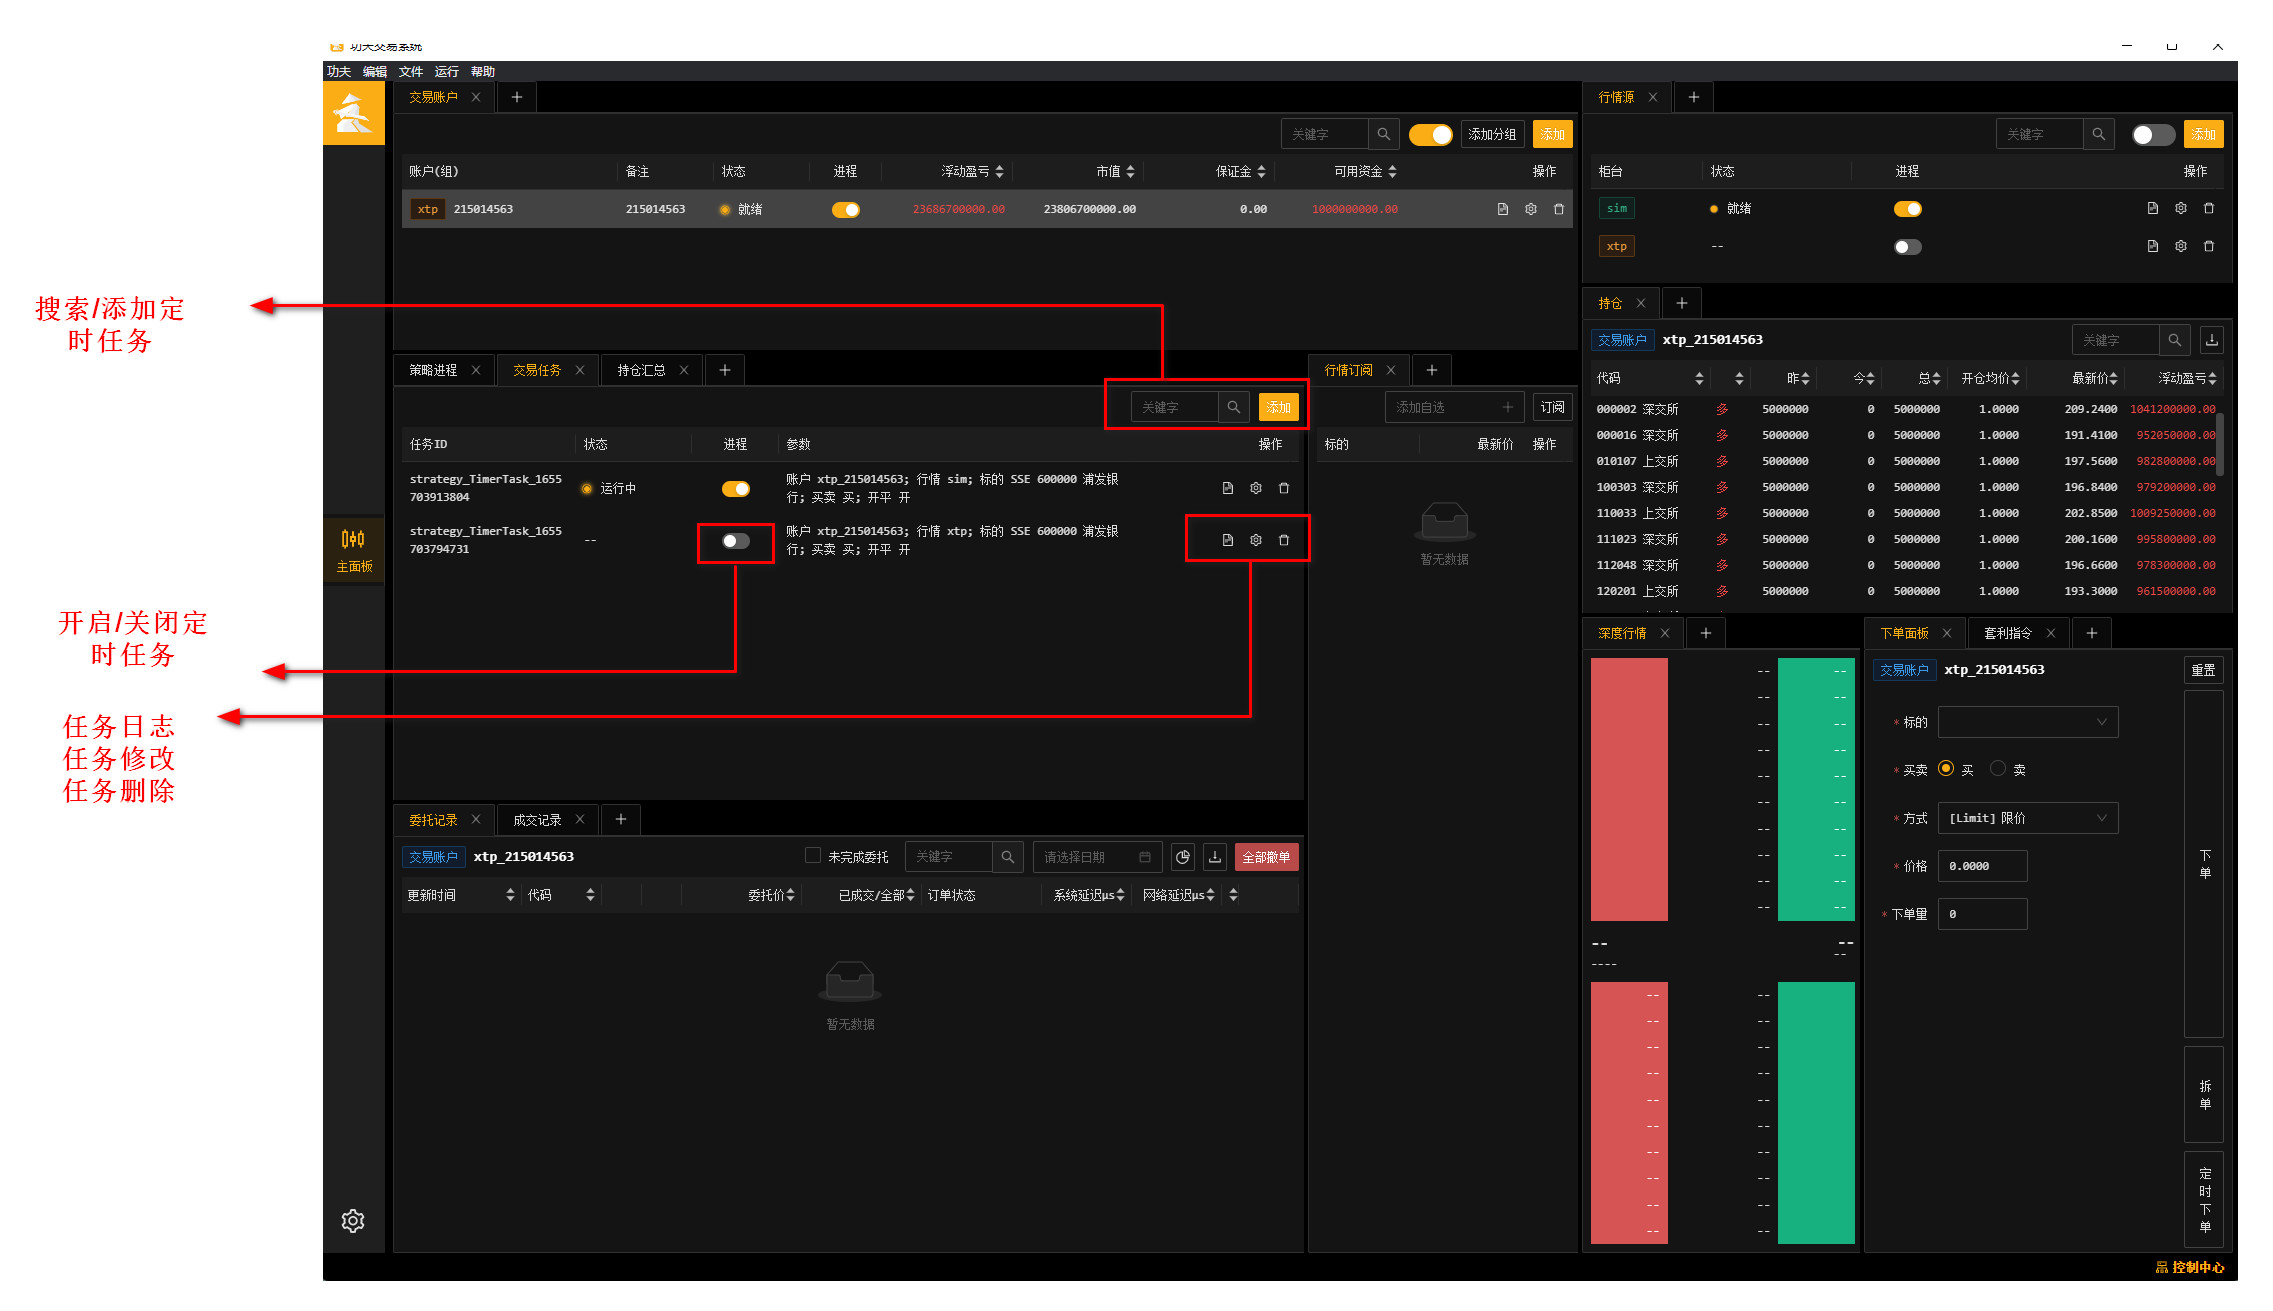 功夫交易系统
功夫 编辑 文件 运行 帮助
交易账户
关键字 添加分组 添加
账户(组) 备注 状态 进程 浮动盈亏 市值 保证金 可用资金 操作
xtp 215014563 215014563 就绪 23686700000.00 23806700000.00 0.00 1000000000.00
行情源
关键字 添加
柜台 状态 进程 操作
sim 就绪
xtp --
搜索/添加定
时任务
开启/关闭定
时任务
任务日志
任务修改
任务删除
主面板
策略进程 交易任务 持仓汇总
关键字 添加
任务ID 状态 进程 参数 操作
strategy_TimerTask_1655
703913804
运行中
账户 xtp_215014563; 行情 sim; 标的 SSE 600000 浦发银
行; 买卖 买; 开平 开
strategy_TimerTask_1655
703794731
--
账户 xtp_215014563; 行情 xtp; 标的 SSE 600000 浦发银
行; 买卖 买; 开平 开
行情订阅
添加自选 订阅
标的 最新价 操作
暂无数据
持仓
交易账户 xtp_215014563 关键字
代码 昨 今 总 开仓均价 最新价 浮动盈亏
000002 深交所 多 5000000 0 5000000 1.0000 209.2400 1041200000.00
000016 深交所 多 5000000 0 5000000 1.0000 191.4100 952050000.00
010107 上交所 多 5000000 0 5000000 1.0000 197.5600 982800000.00
100303 深交所 多 5000000 0 5000000 1.0000 196.8400 979200000.00
110033 上交所 多 5000000 0 5000000 1.0000 202.8500 1009250000.00
111023 深交所 多 5000000 0 5000000 1.0000 200.1600 995800000.00
112048 深交所 多 5000000 0 5000000 1.0000 196.6600 978300000.00
120201 上交所 多 5000000 0 5000000 1.0000 193.3000 961500000.00
委托记录 成交记录
交易账户 xtp_215014563 未完成委托 关键字 请选择日期 全部撤单
更新时间 代码 委托价 已成交/全部 订单状态 系统延迟μs 网络延迟μs
暂无数据
深度行情
-- --
-- --
-- --
-- --
-- --
-- --
-- --
-- --
-- --
-- --
-- --
--
----
-- --
-- --
-- --
-- --
-- --
-- --
-- --
-- --
-- --
-- --
下单面板 套利指令
交易账户 xtp_215014563 重置
* 标的
* 买卖 买 卖
* 方式 [Limit] 限价
* 价格 0.0000
* 下单量 0
下单
拆单
定时下单
控制中心